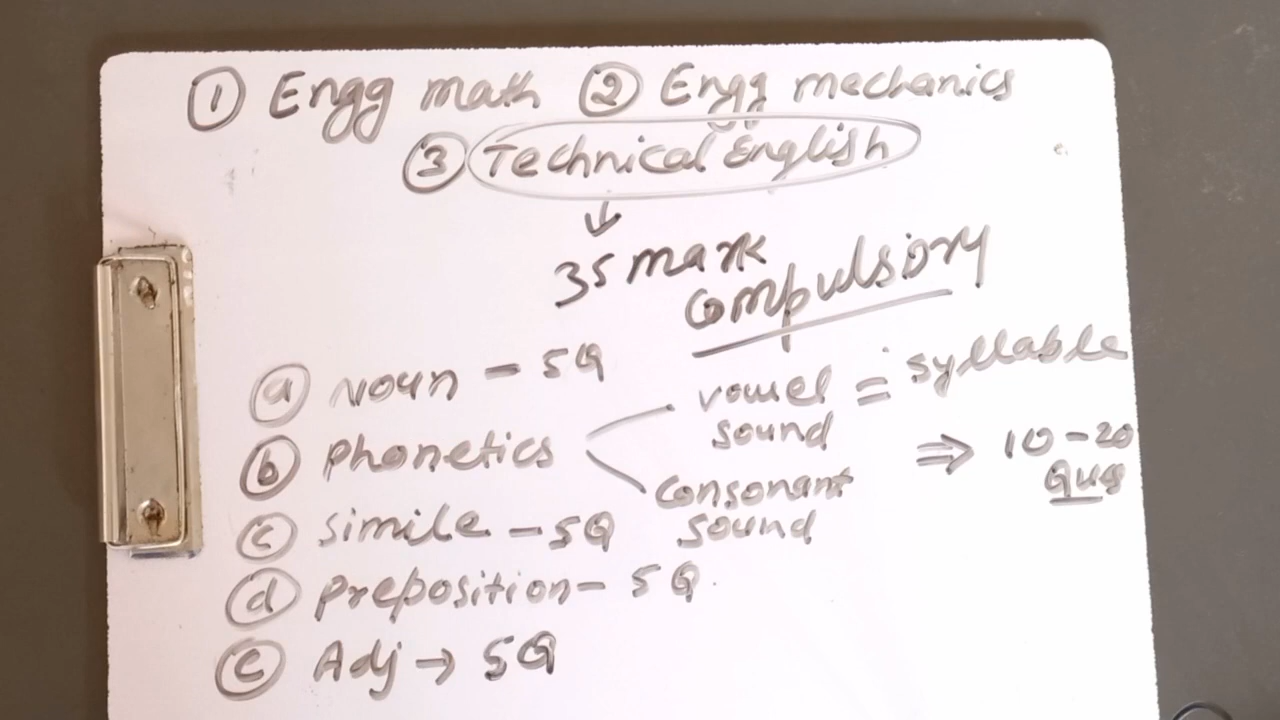 ① Engg math ② Engg mechanics
③ Technical English
↓
35 mark
compulsory
ⓐ Noun - 5Q
ⓑ phonetics
vowel sound = syllable
consonant sound
⇒ 10-20 Ques
ⓒ simile - 5Q
ⓓ preposition - 5Q.
ⓔ Adj → 5Q